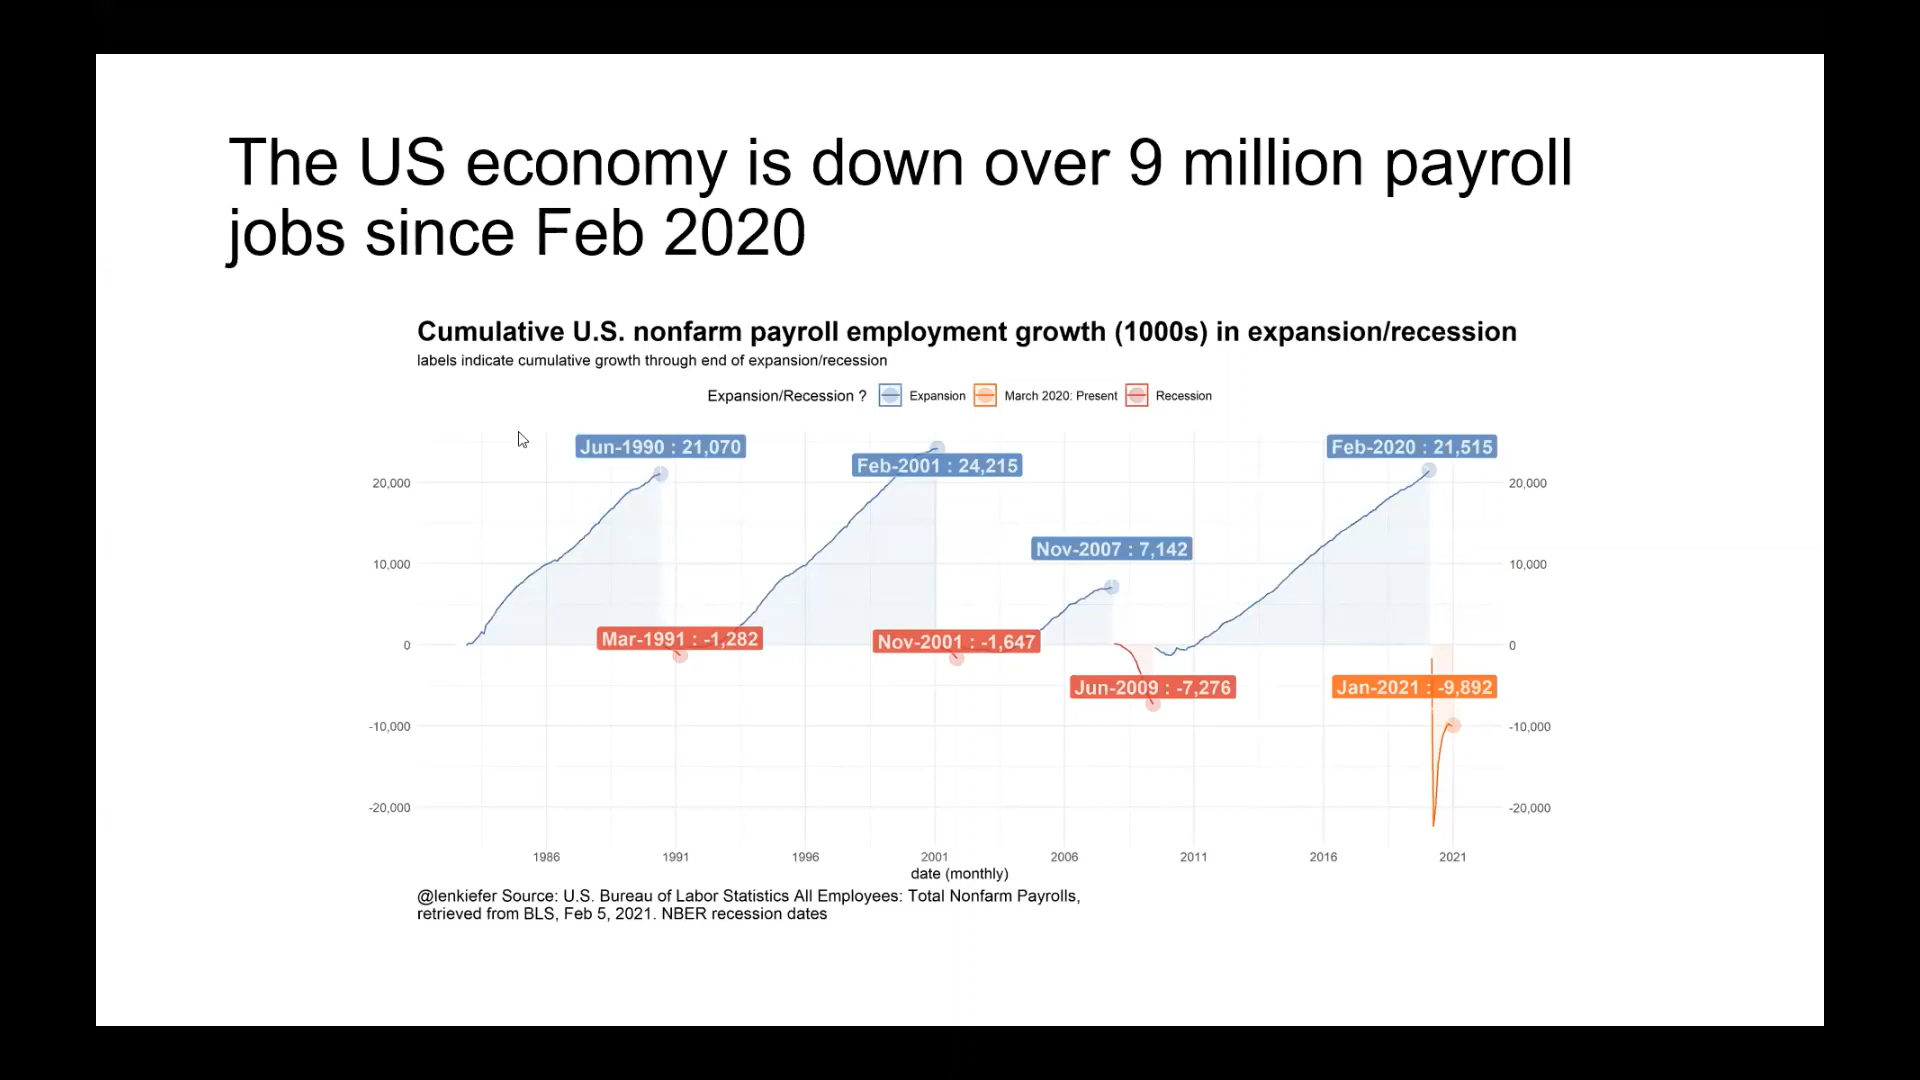 The US economy is down over 9 million payroll
jobs since Feb 2020
Cumulative U.S. nonfarm payroll employment growth (1000s) in expansion/recession
labels indicate cumulative growth through end of expansion/recession
Expansion/Recession ? Expansion March 2020: Present Recession
Jun-1990 : 21,070
Feb-2001 : 24,215
Feb-2020 : 21,515
20,000 20,000
Nov-2007 : 7,142
10,000 10,000
Mar-1991 : -1,282
Nov-2001 : -1,647
0 0
Jun-2009 : -7,276
Jan-2021 : -9,892
-10,000 -10,000
-20,000 -20,000
1986 1991 1996 2001 2006 2011 2016 2021
date (monthly)
@lenkiefer Source: U.S. Bureau of Labor Statistics All Employees: Total Nonfarm Payrolls,
retrieved from BLS, Feb 5, 2021. NBER recession dates